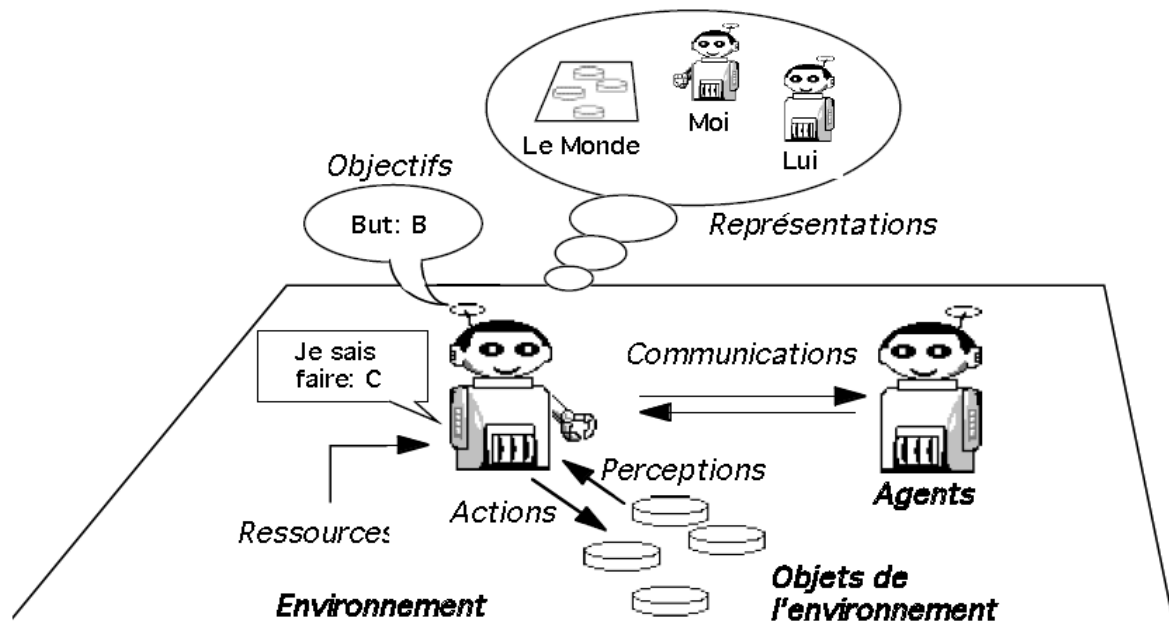 Le Monde
Moi
Lui
Objectifs
But: B
Représentations
Je sais
faire: C
Communications
Perceptions
Agents
Actions
Ressources
Objets de
l'environnement
Environnement